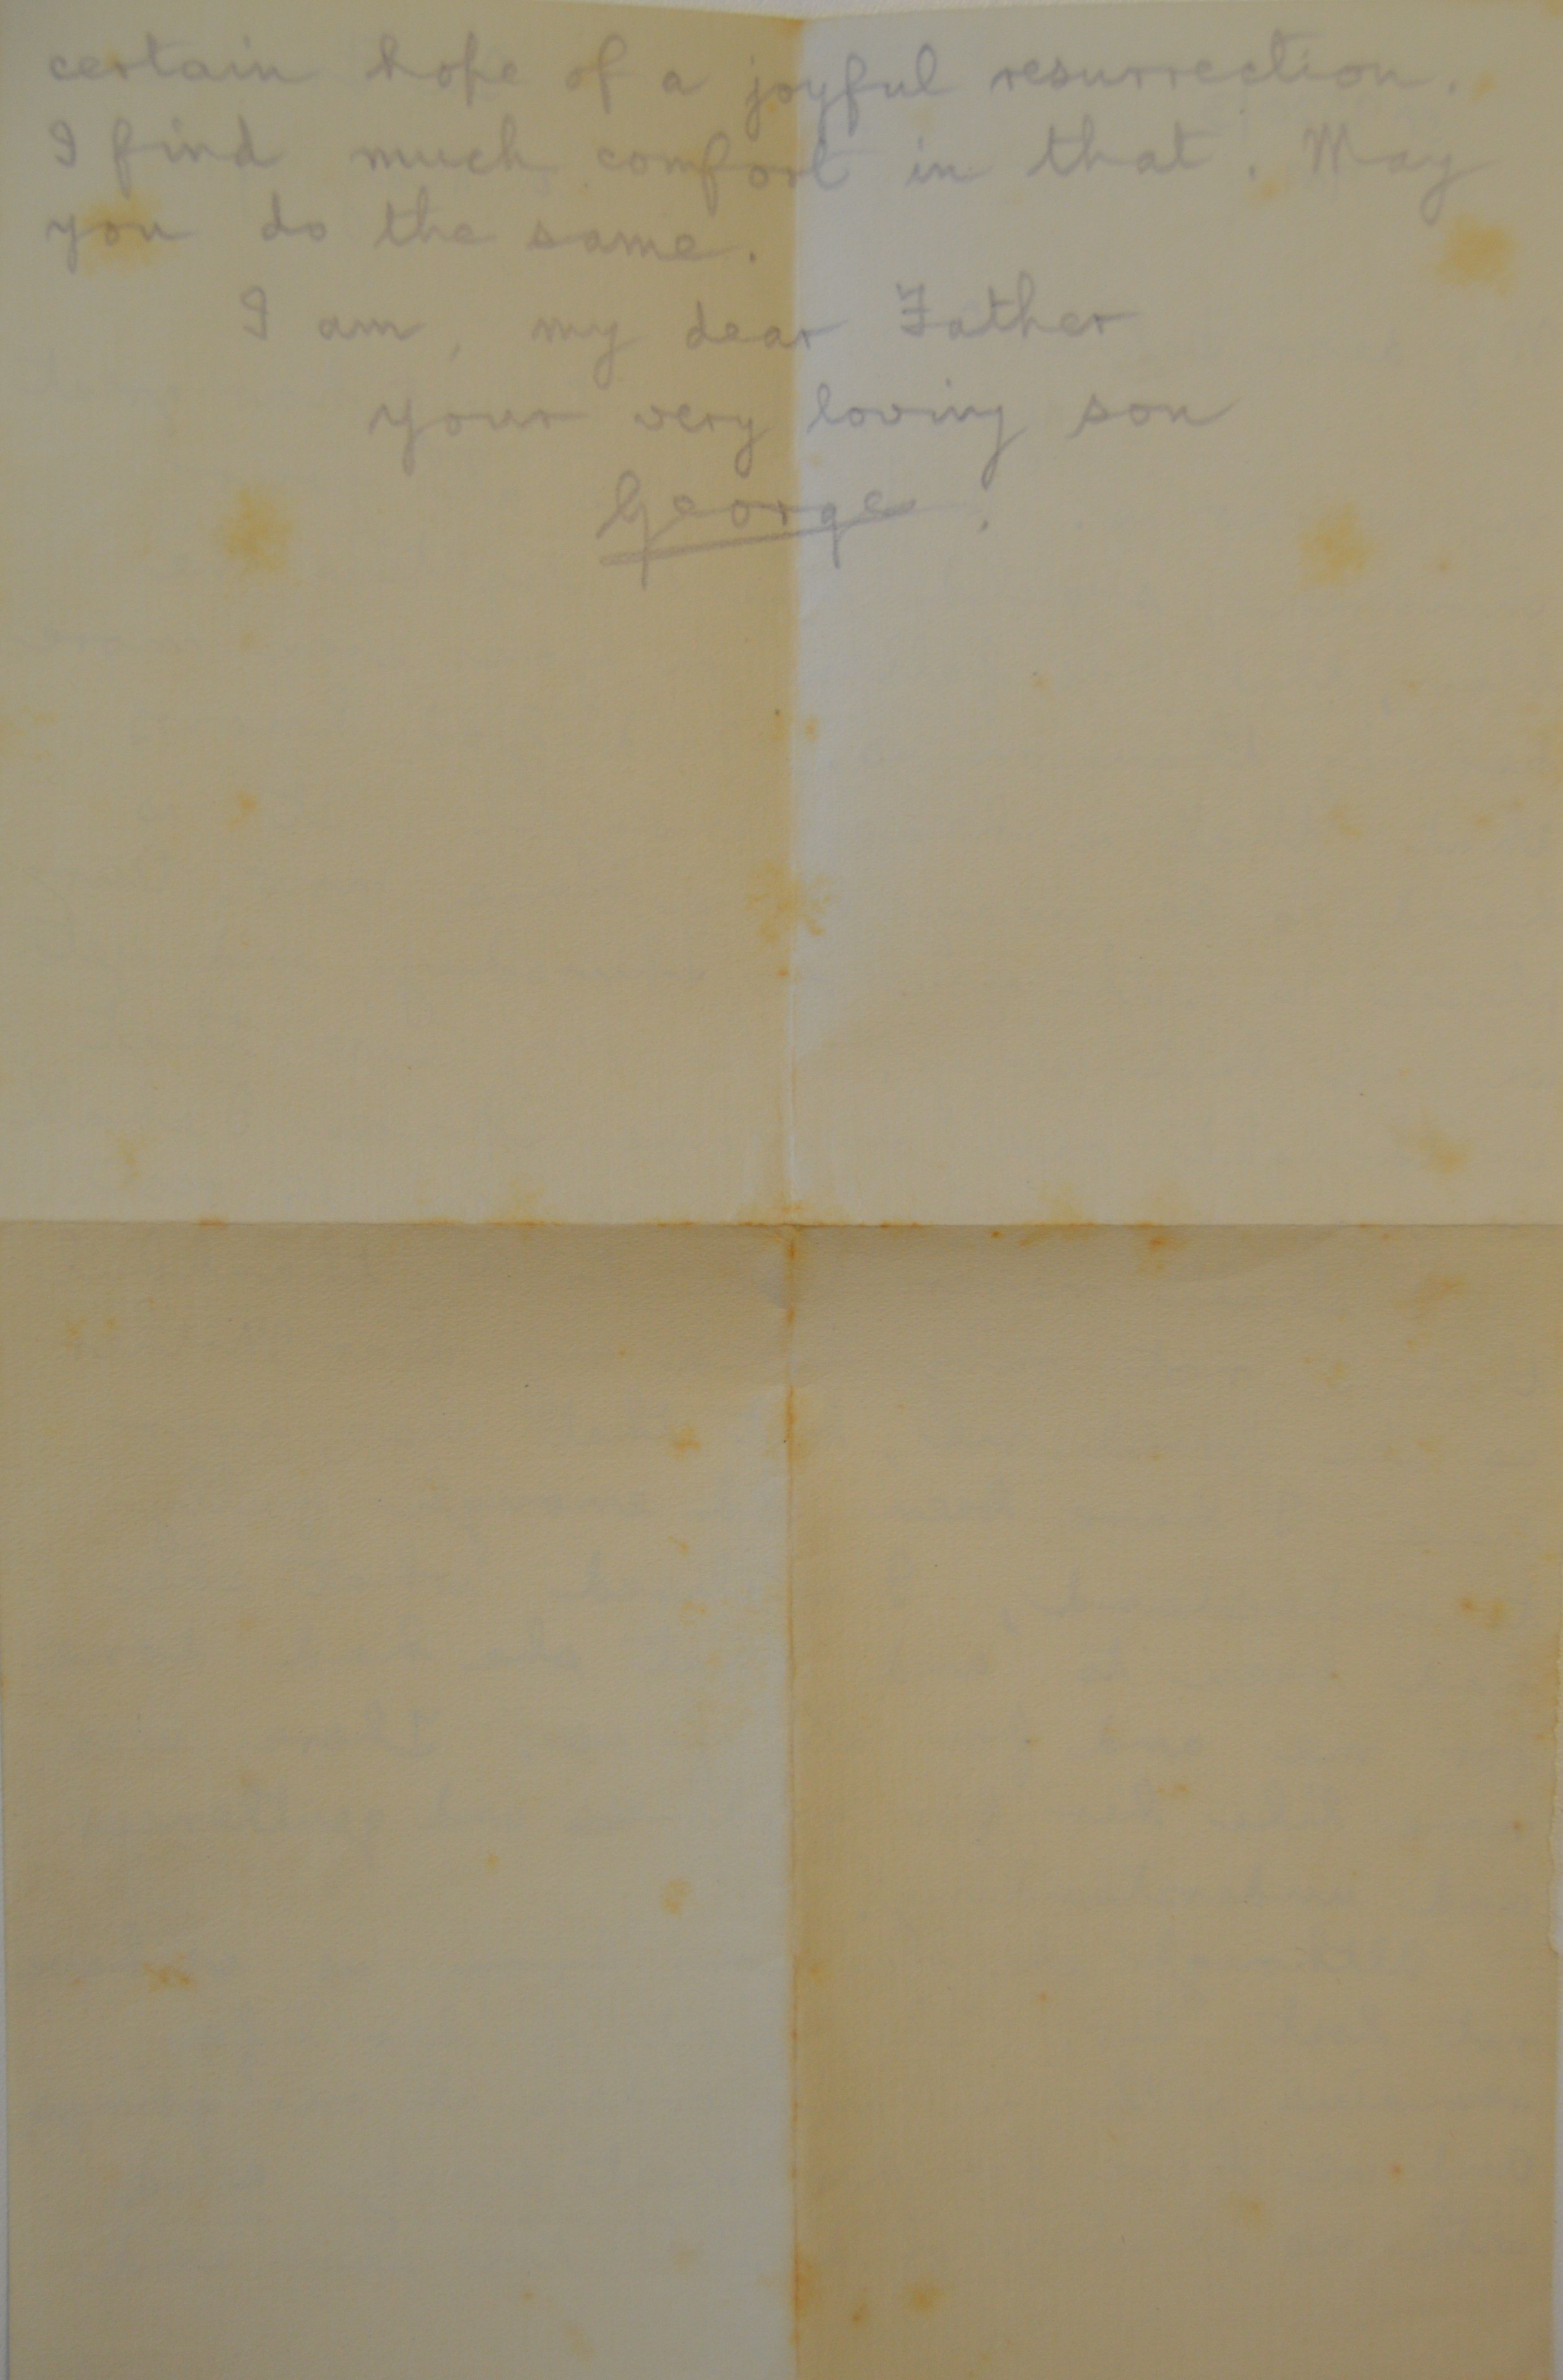 certain hope of a joyful resurrection.
I find much comfort in that. May
you do the same.
I am, my dear Father
your very loving son
George.